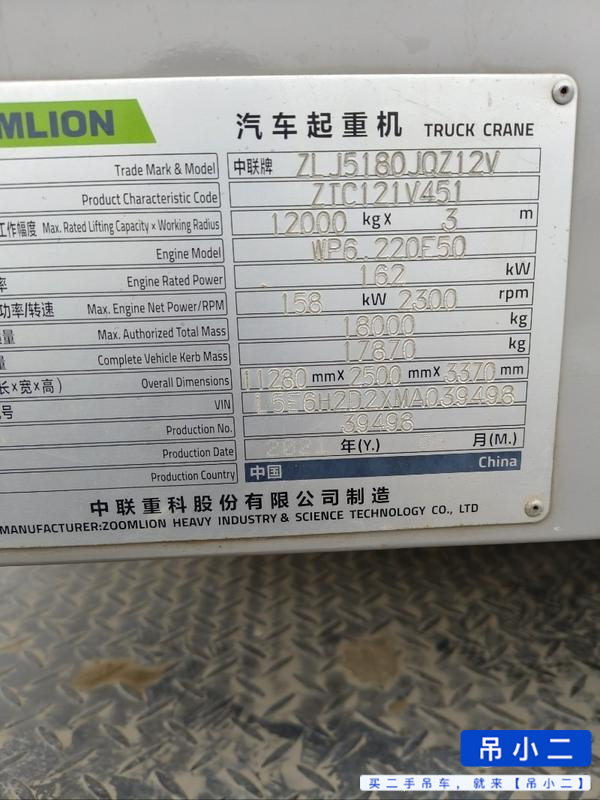 MLION
汽车起重机 TRUCK CRANE
Trade Mark & Model 中联牌 ZLJ5180JQZ12V
Product Characteristic Code ZTC121V451
工作幅度 Max. Rated Lifting Capacity × Working Radius 12000 kg× 3 m
Engine Model WP6.220E50
率 Engine Rated Power 162 kW
功率/转速 Max. Engine Net Power/RPM 158 kW 2300 rpm
量 Max. Authorized Total Mass 18000 kg
量 Complete Vehicle Kerb Mass 17870 kg
长×宽×高) Overall Dimensions 11280 mm× 2500 mm× 3370 mm
号 VIN L5E6H2D2XMA039498
Production No. 39498
Production Date 2021 年(Y.) 月(M.)
Production Country 中国 China
中联重科股份有限公司制造
MANUFACTURER:ZOOMLION HEAVY INDUSTRY & SCIENCE TECHNOLOGY CO., LTD
吊小二
买二手吊车，就来【吊小二】